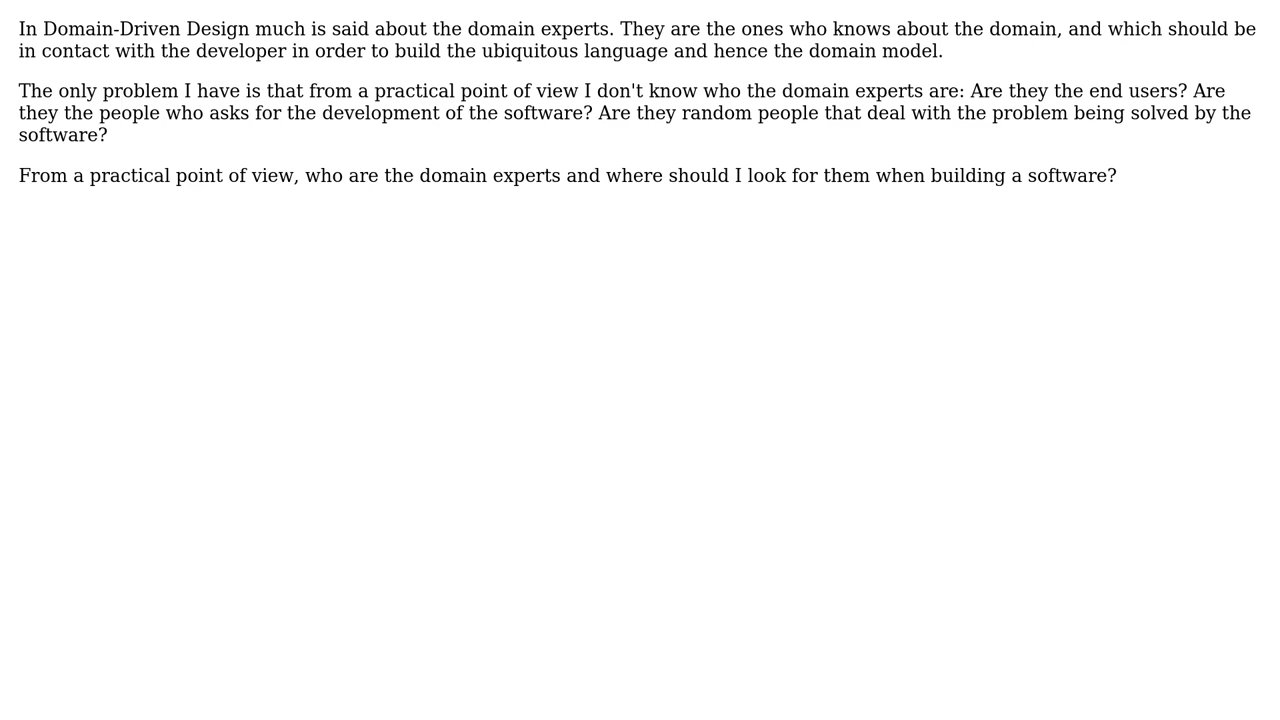 In Domain-Driven Design much is said about the domain experts. They are the ones who knows about the domain, and which should be
in contact with the developer in order to build the ubiquitous language and hence the domain model.
The only problem I have is that from a practical point of view I don't know who the domain experts are: Are they the end users? Are
they the people who asks for the development of the software? Are they random people that deal with the problem being solved by the
software?
From a practical point of view, who are the domain experts and where should I look for them when building a software?